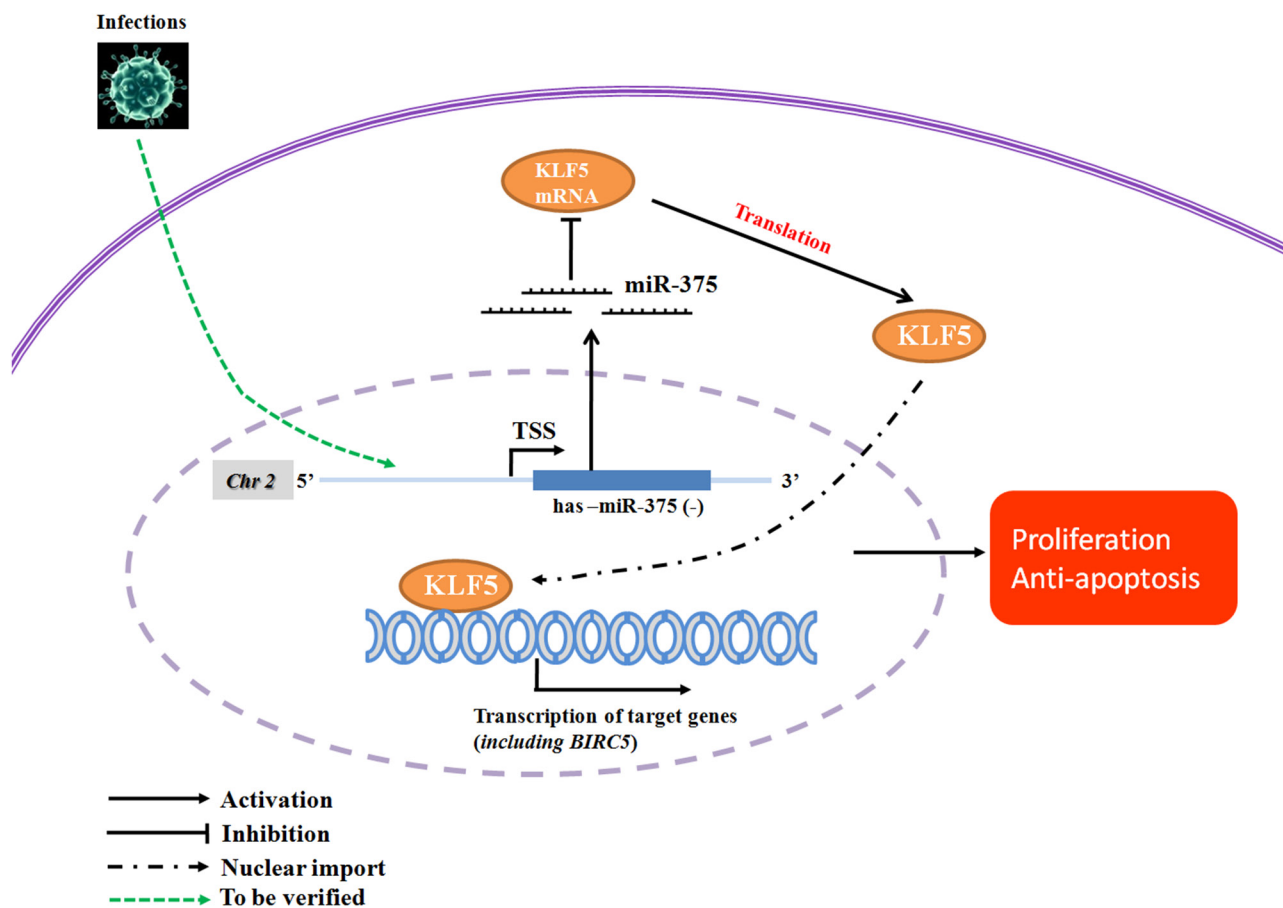 Infections
KLF5
mRNA
Translation
miR-375
KLF5
TSS
Chr 2
5’
3’
has –miR-375 (-)
Proliferation
Anti-apoptosis
KLF5
Transcription of target genes
(including BIRC5)
Activation
Inhibition
Nuclear import
To be verified